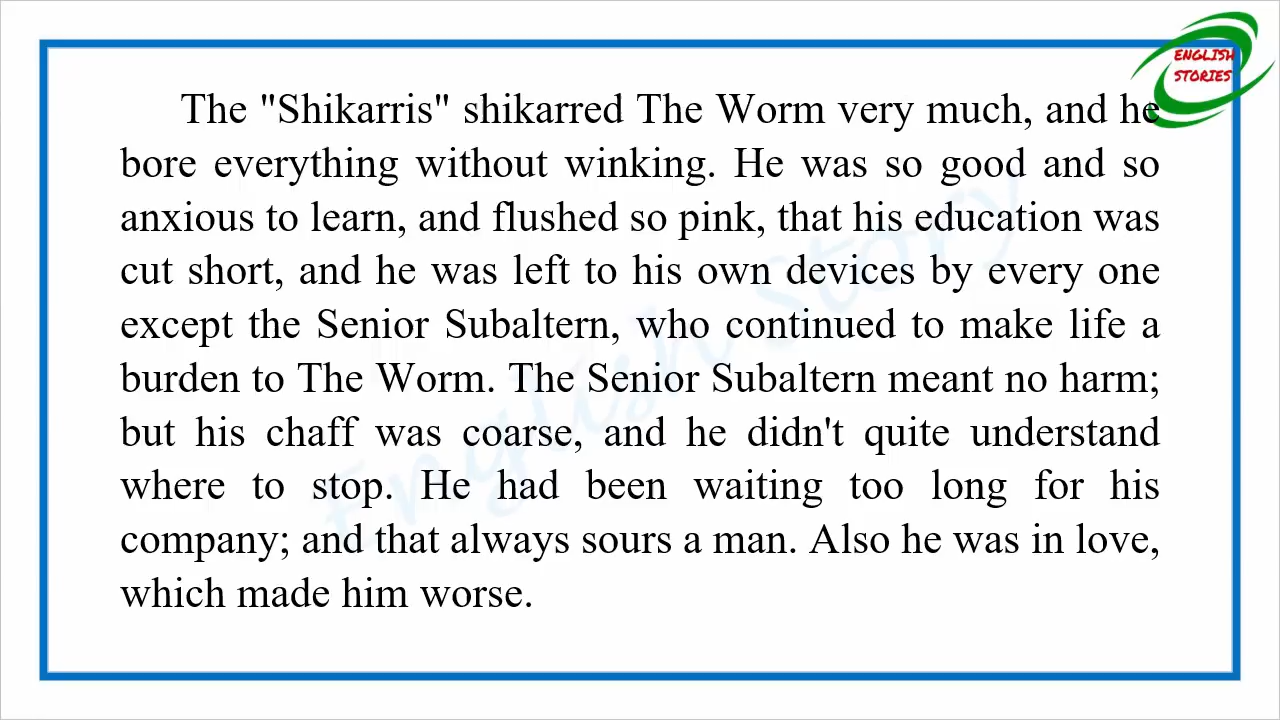 ENGLISH
STORIES
The "Shikarris" shikarred The Worm very much, and he
bore everything without winking. He was so good and so
anxious to learn, and flushed so pink, that his education was
cut short, and he was left to his own devices by every one
except the Senior Subaltern, who continued to make life a
burden to The Worm. The Senior Subaltern meant no harm;
but his chaff was coarse, and he didn't quite understand
where to stop. He had been waiting too long for his
company; and that always sours a man. Also he was in love,
which made him worse.
English Story